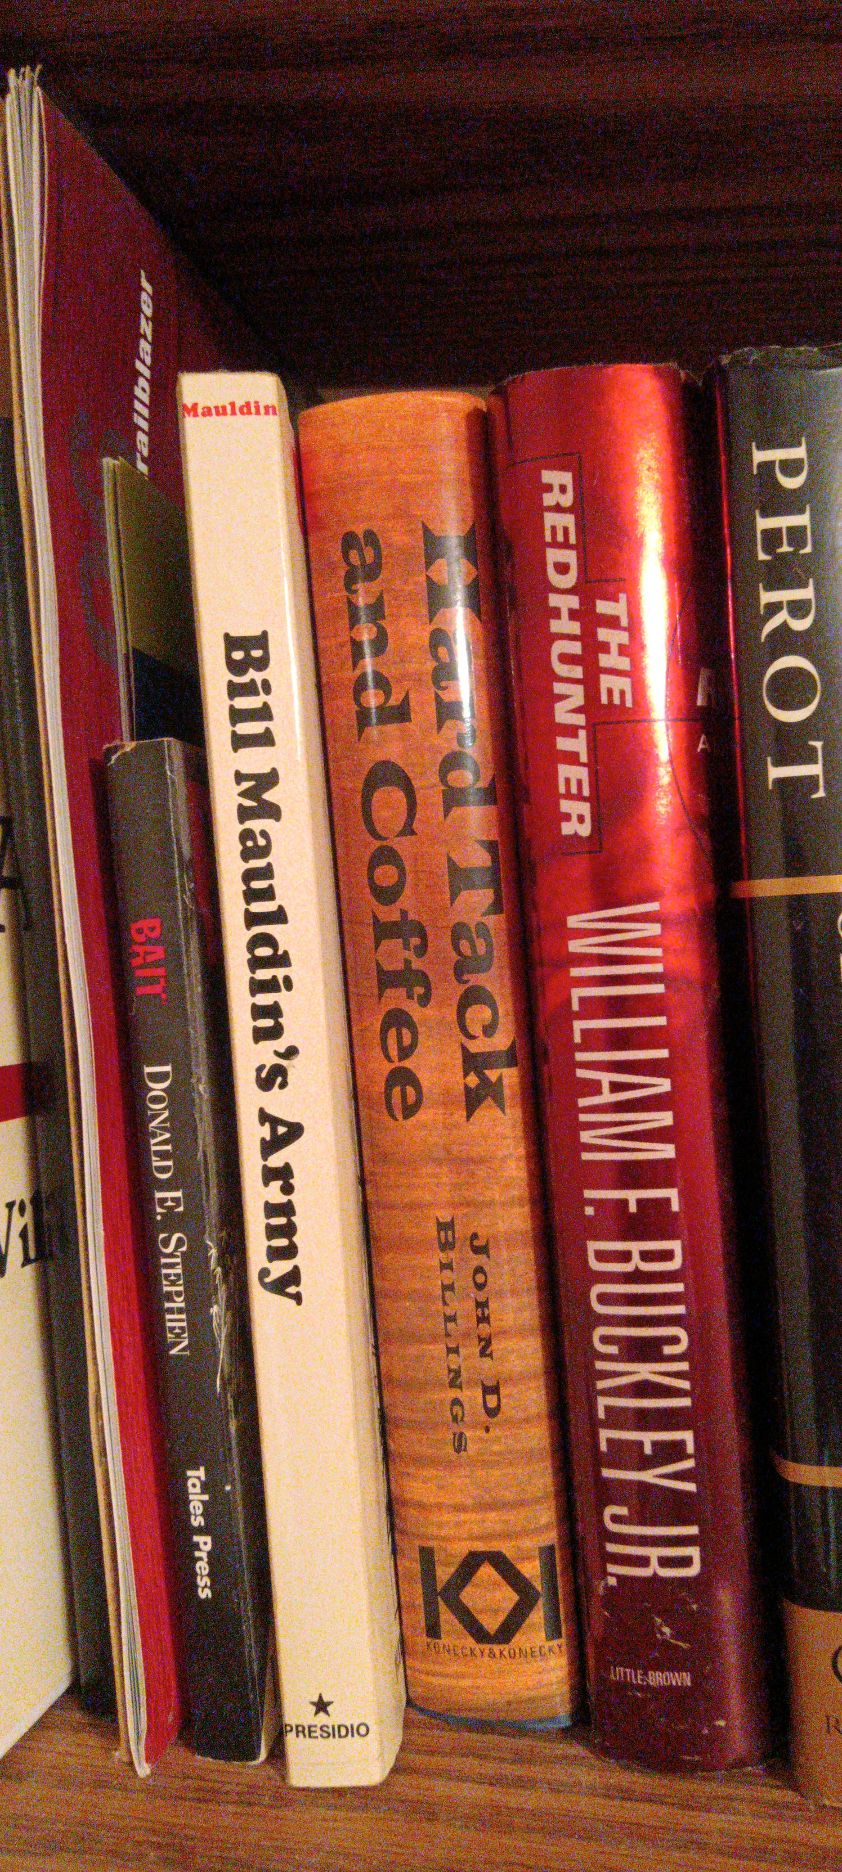 railblazer
BAIT
DONALD E. STEPHEN
Tales Press
Mauldin
Bill Mauldin's Army
PRESIDIO
Hard Tack
and Coffee
JOHN D.
BILLINGS
KONECKY&KONECKY
THE
REDHUNTER
WILLIAM F. BUCKLEY JR.
LITTLE, BROWN
PEROT